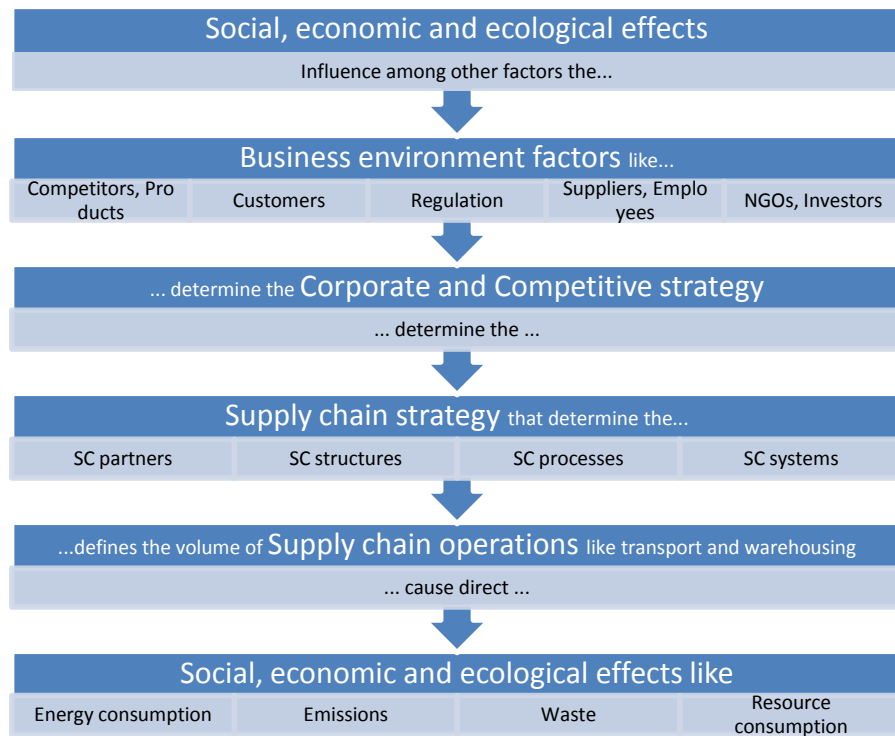 Social, economic and ecological effects
Influence among other factors the...
Business environment factors like...
Competitors, Pro
ducts
Customers
Regulation
Suppliers, Emplo
yees
NGOs, Investors
... determine the Corporate and Competitive strategy
... determine the ...
Supply chain strategy that determine the...
SC partners
SC structures
SC processes
SC systems
...defines the volume of Supply chain operations like transport and warehousing
... cause direct ...
Social, economic and ecological effects like
Energy consumption
Emissions
Waste
Resource
consumption